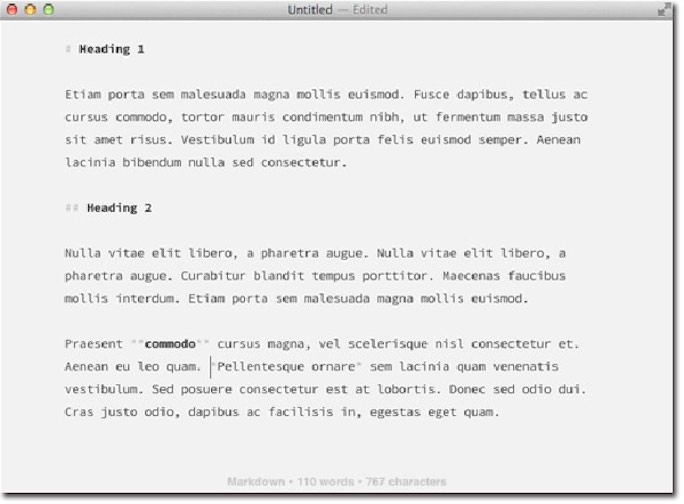 Untitled — Edited
# Heading 1
Etiam porta sem malesuada magna mollis euismod. Fusce dapibus, tellus ac
cursus commodo, tortor mauris condimentum nibh, ut fermentum massa justo
sit amet risus. Vestibulum id ligula porta felis euismod semper. Aenean
lacinia bibendum nulla sed consectetur.
## Heading 2
Nulla vitae elit libero, a pharetra augue. Nulla vitae elit libero, a
pharetra augue. Curabitur blandit tempus porttitor. Maecenas faucibus
mollis interdum. Etiam porta sem malesuada magna mollis euismod.
Praesent **commodo** cursus magna, vel scelerisque nisl consectetur et.
Aenean eu leo quam. *Pellentesque ornare* sem lacinia quam venenatis
vestibulum. Sed posuere consectetur est at lobortis. Donec sed odio dui.
Cras justo odio, dapibus ac facilisis in, egestas eget quam.
Markdown • 110 words • 767 characters